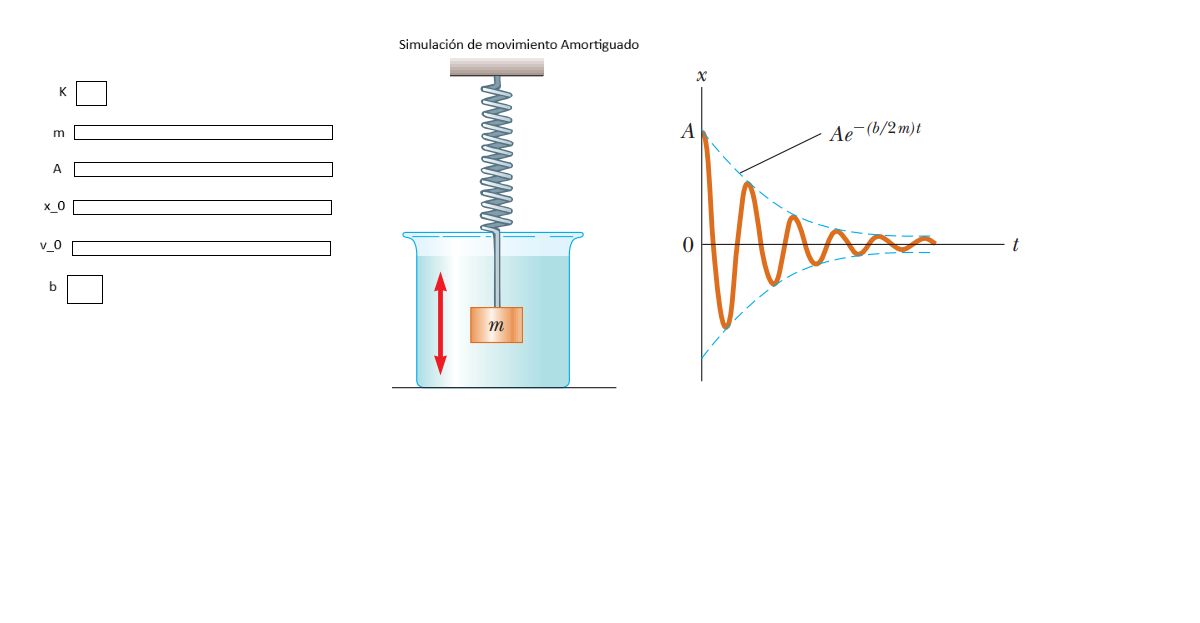 Simulación de movimiento Amortiguado
K
m
A
x_0
v_0
b
m
x
A
Ae^−(b/2m)t
0
t